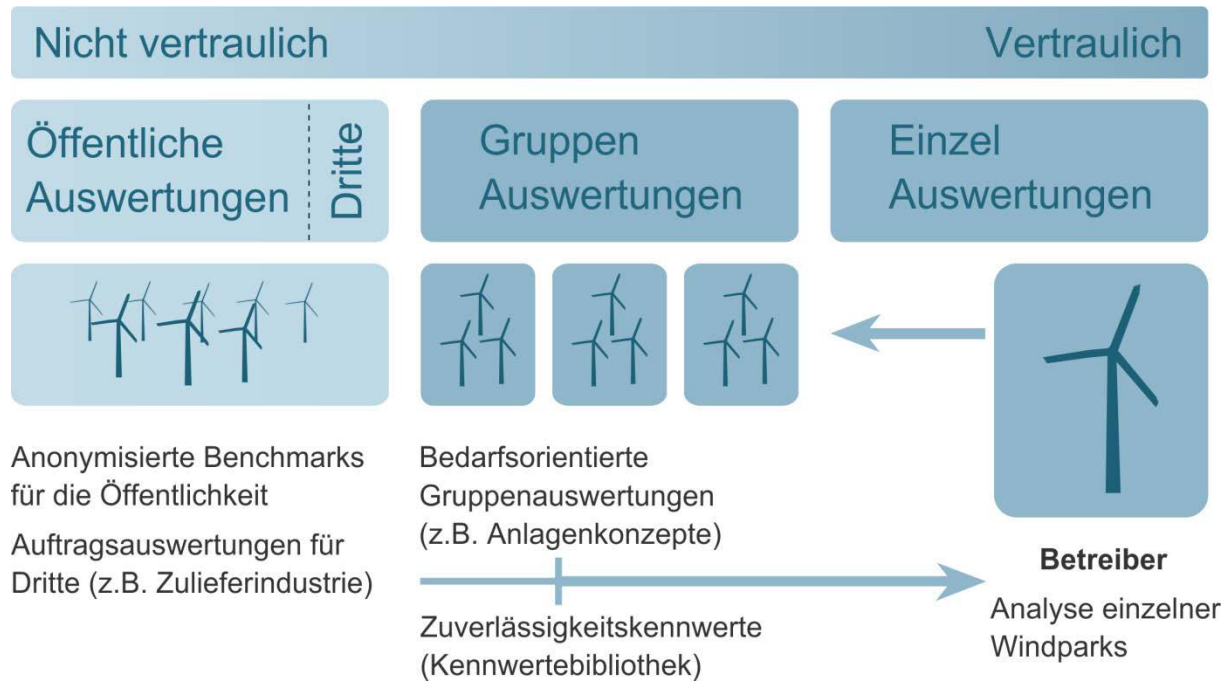 Nicht vertraulich
Vertraulich
Öffentliche
Auswertungen
Dritte
Gruppen
Auswertungen
Einzel
Auswertungen
Anonymisierte Benchmarks
für die Öffentlichkeit
Auftragsauswertungen für
Dritte (z.B. Zulieferindustrie)
Bedarfsorientierte
Gruppenauswertungen
(z.B. Anlagenkonzepte)
Zuverlässigkeitskennwerte
(Kennwertebibliothek)
Betreiber
Analyse einzelner
Windparks